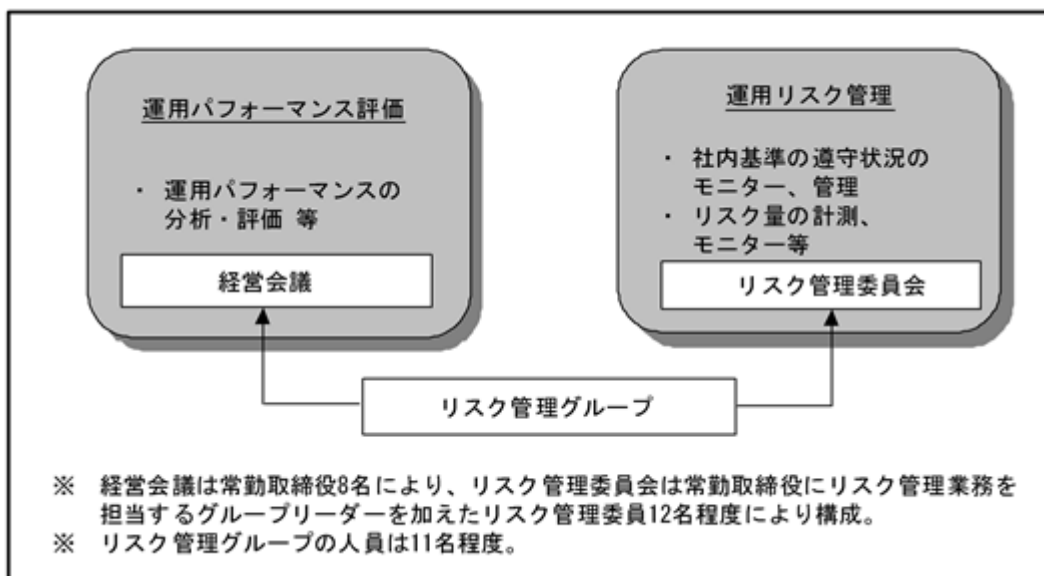 運用パフォーマンス評価
・ 運用パフォーマンスの
分析・評価 等
経営会議
運用リスク管理
・ 社内基準の遵守状況の
モニター、管理
・ リスク量の計測、
モニター等
リスク管理委員会
リスク管理グループ
※ 経営会議は常勤取締役8名により、リスク管理委員会は常勤取締役にリスク管理業務を
担当するグループリーダーを加えたリスク管理委員12名程度により構成。
※ リスク管理グループの人員は11名程度。